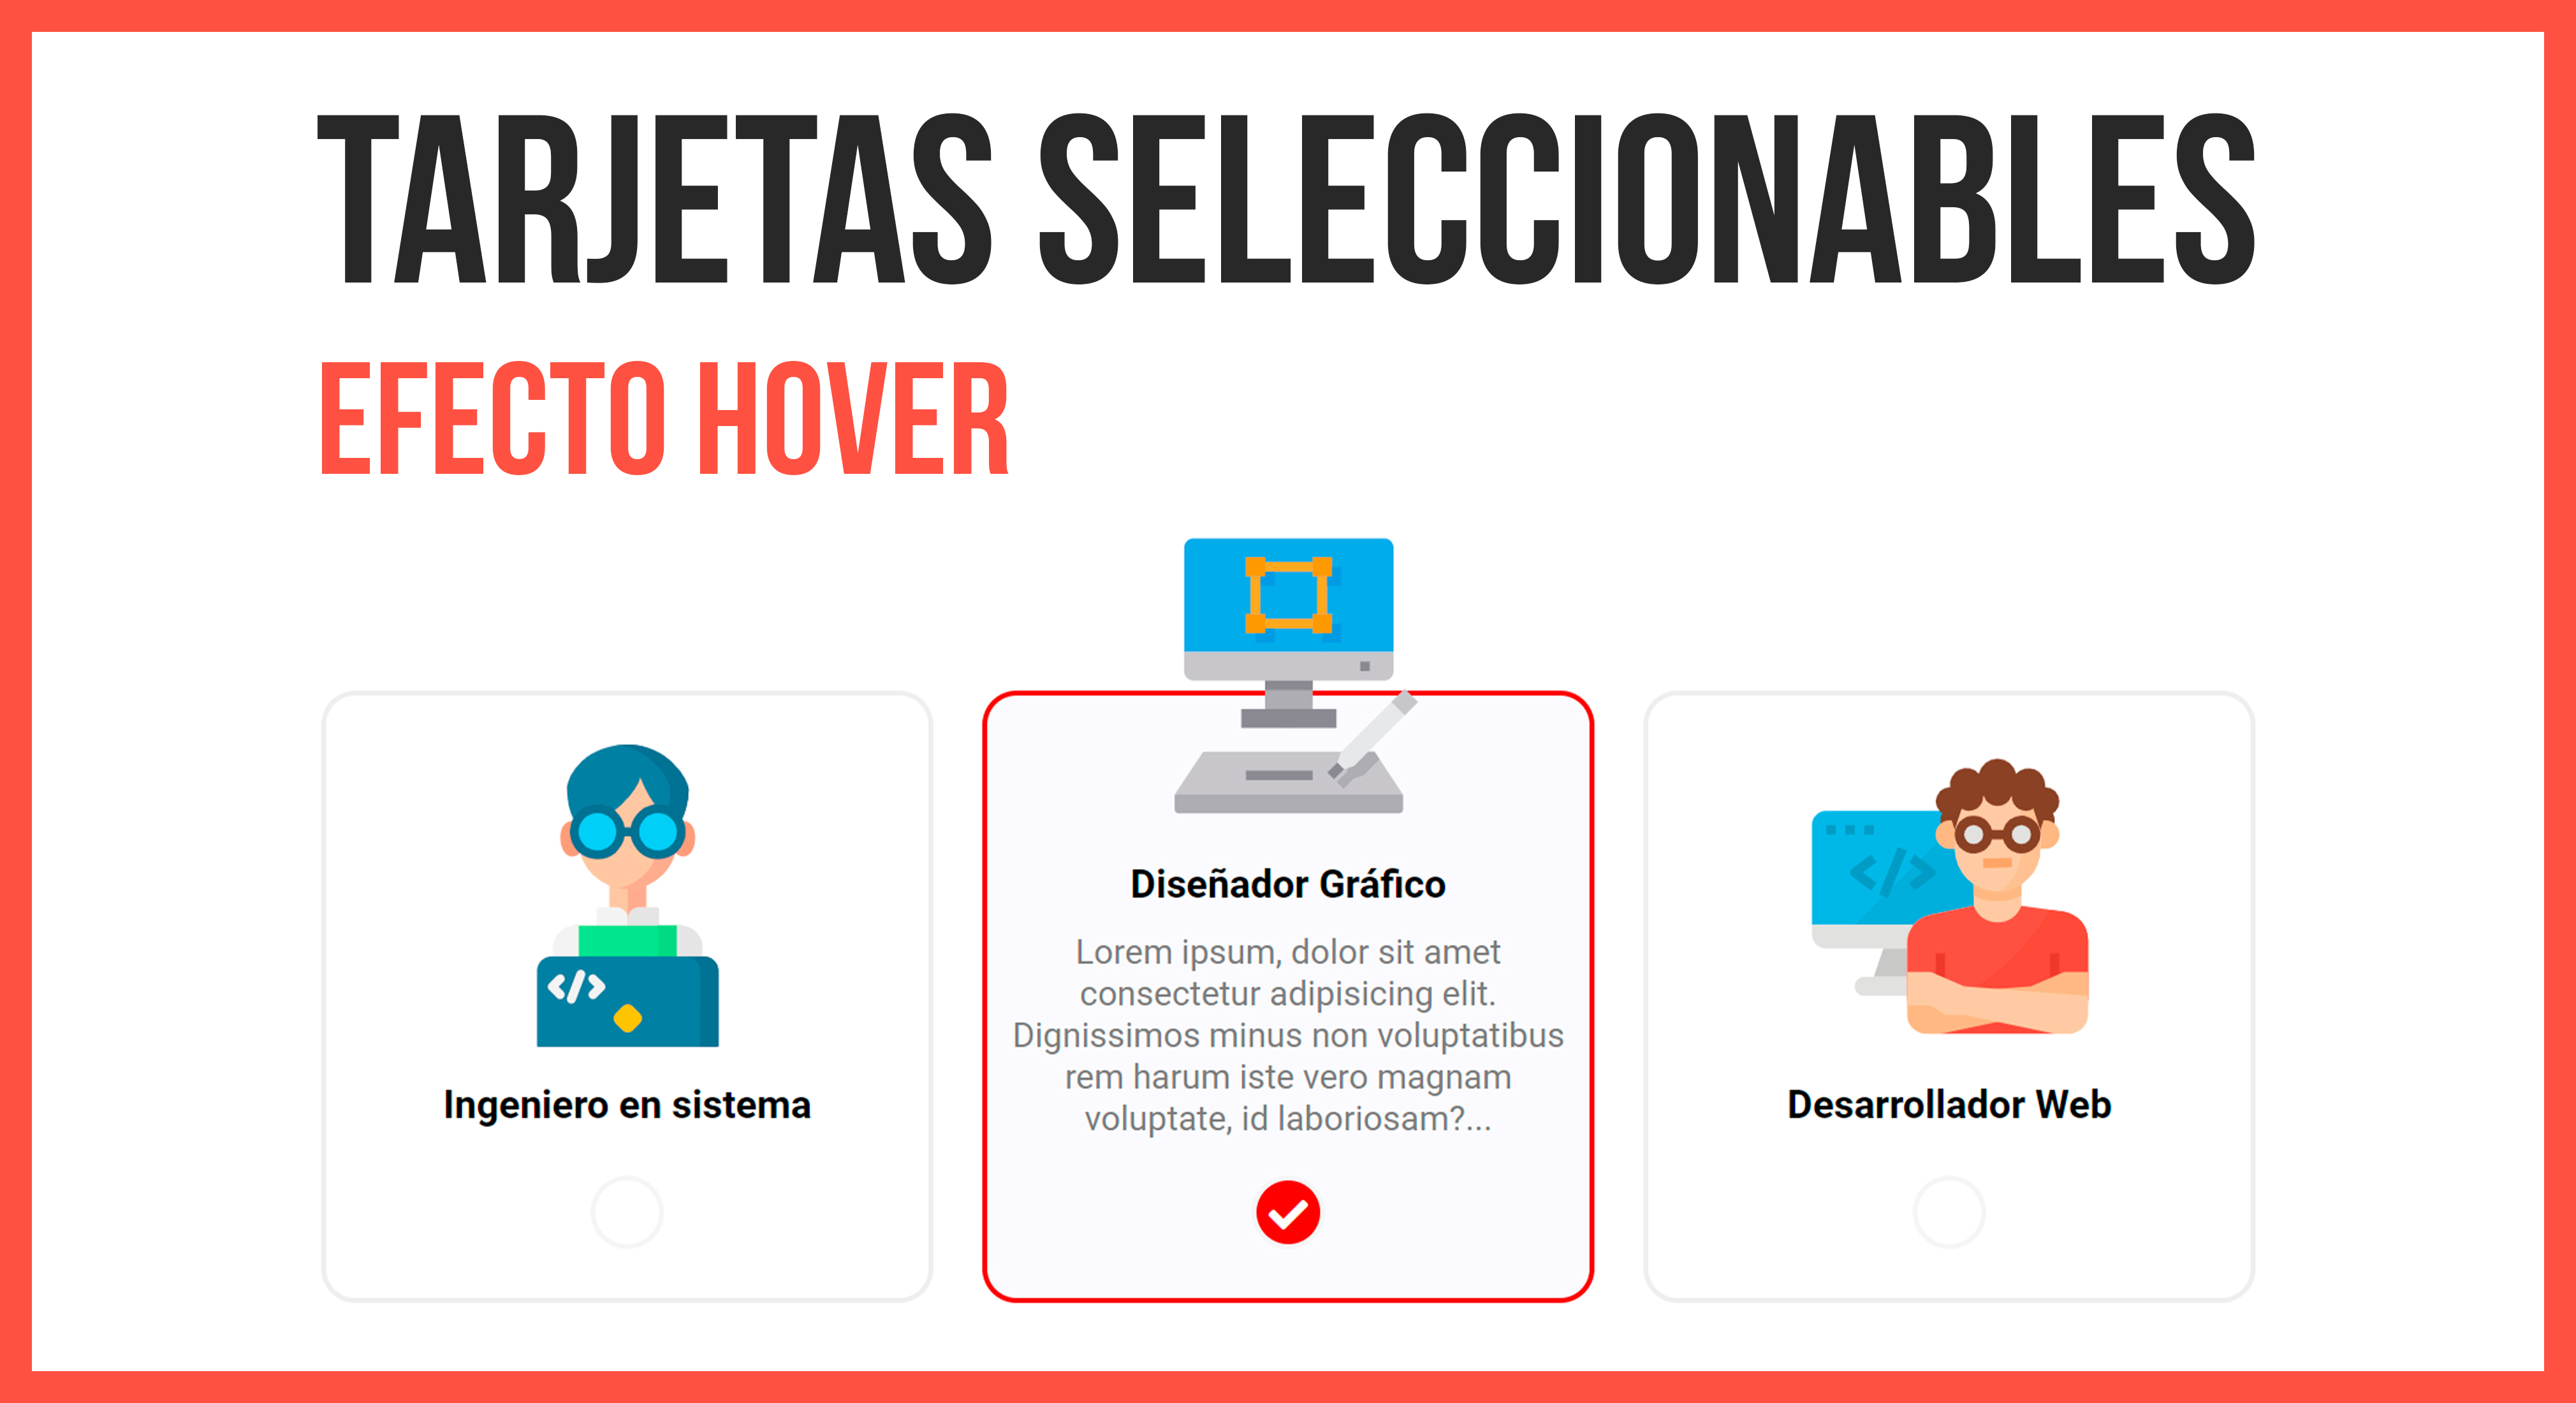 TARJETAS SELECCIONABLES
EFECTO HOVER
</>
Ingeniero en sistema
Diseñador Gráfico
Lorem ipsum, dolor sit amet
consectetur adipisicing elit.
Dignissimos minus non voluptatibus
rem harum iste vero magnam
voluptate, id laboriosam?...
</>
Desarrollador Web